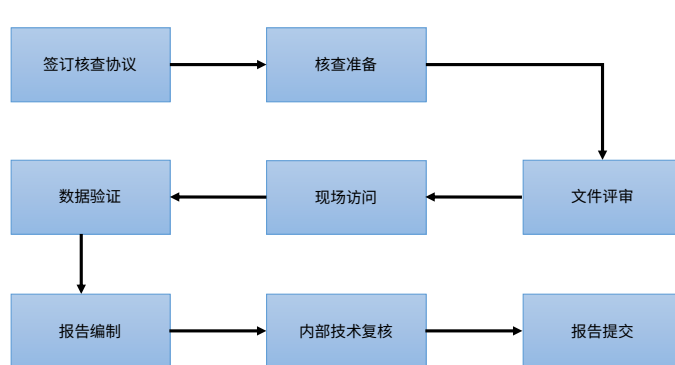 签订核查协议
核查准备
数据验证
现场访问
文件评审
报告编制
内部技术复核
报告提交